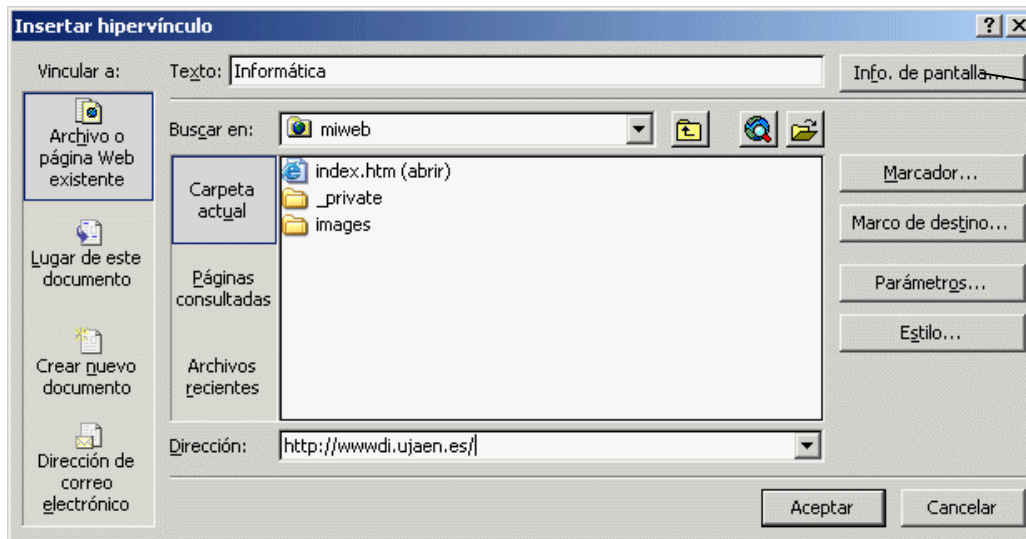 Insertar hipervínculo
Vincular a:
Texto: Informática
Info. de pantalla...
Archivo o
página Web
existente
Buscar en: miweb
Carpeta
actual
index.htm (abrir)
_private
images
Marcador...
Marco de destino...
Lugar de este
documento
Páginas
consultadas
Parámetros...
Estilo...
Crear nuevo
documento
Archivos
recientes
Dirección de
correo
electrónico
Dirección: http://wwwdi.ujaen.es/
Aceptar
Cancelar